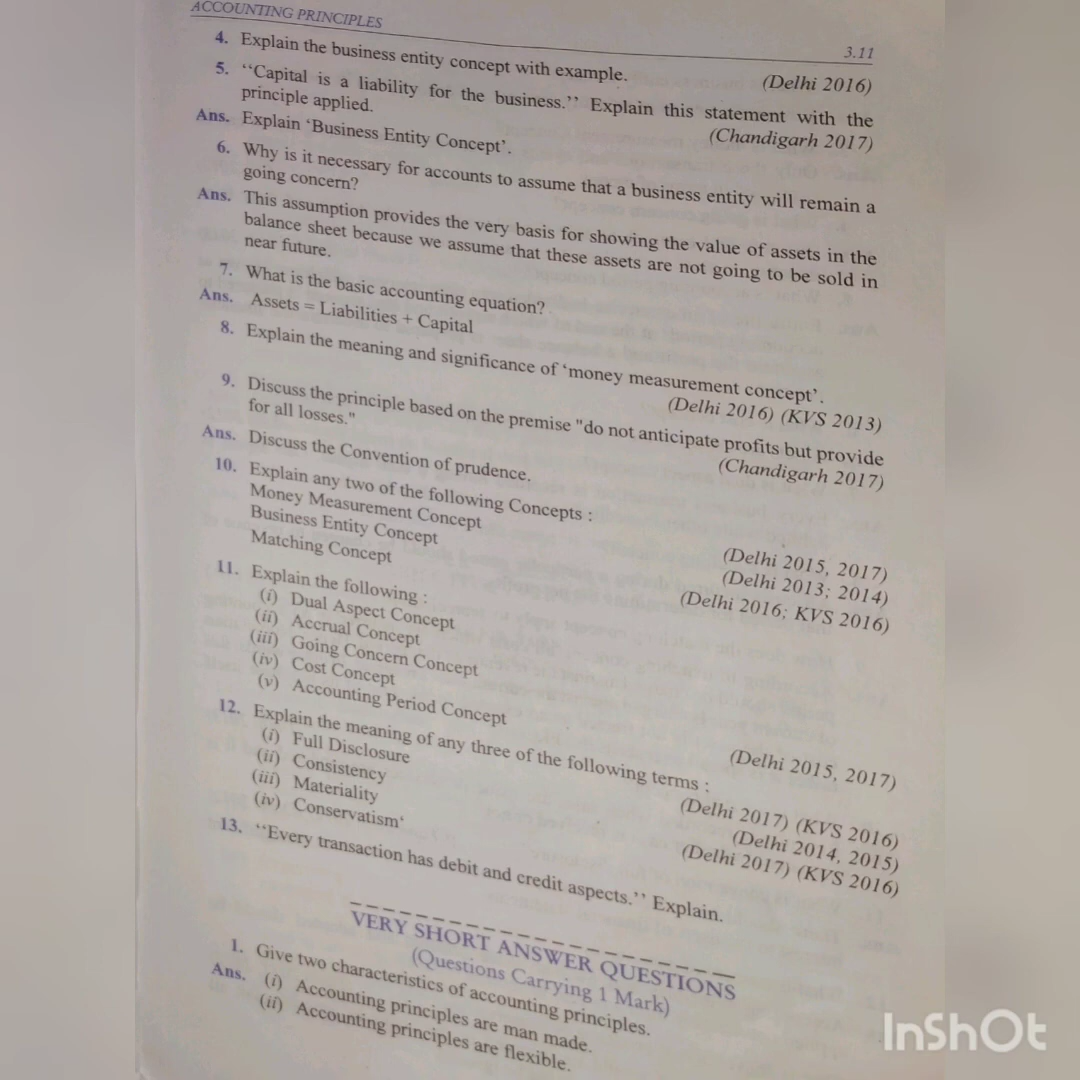 ACCOUNTING PRINCIPLES
3.11
4. Explain the business entity concept with example.
(Delhi 2016)
5. ‘‘Capital is a liability for the business.’’ Explain this statement with the
principle applied.
(Chandigarh 2017)
Ans. Explain ‘Business Entity Concept’.
6. Why is it necessary for accounts to assume that a business entity will remain a
going concern?
Ans. This assumption provides the very basis for showing the value of assets in the
balance sheet because we assume that these assets are not going to be sold in
near future.
7. What is the basic accounting equation?
Ans. Assets = Liabilities + Capital
8. Explain the meaning and significance of ‘money measurement concept’.
(Delhi 2016) (KVS 2013)
9. Discuss the principle based on the premise "do not anticipate profits but provide
for all losses."
(Chandigarh 2017)
Ans. Discuss the Convention of prudence.
10. Explain any two of the following Concepts :
Money Measurement Concept
(Delhi 2015, 2017)
Business Entity Concept
(Delhi 2013; 2014)
Matching Concept
(Delhi 2016; KVS 2016)
11. Explain the following :
(i) Dual Aspect Concept
(ii) Accrual Concept
(iii) Going Concern Concept
(iv) Cost Concept
(v) Accounting Period Concept
(Delhi 2015, 2017)
12. Explain the meaning of any three of the following terms :
(i) Full Disclosure
(Delhi 2017) (KVS 2016)
(ii) Consistency
(Delhi 2014, 2015)
(iii) Materiality
(Delhi 2017) (KVS 2016)
(iv) Conservatism‘
13. ‘‘Every transaction has debit and credit aspects.’’ Explain.
VERY SHORT ANSWER QUESTIONS
(Questions Carrying 1 Mark)
1. Give two characteristics of accounting principles.
Ans. (i) Accounting principles are man made.
(ii) Accounting principles are flexible.
InShOt